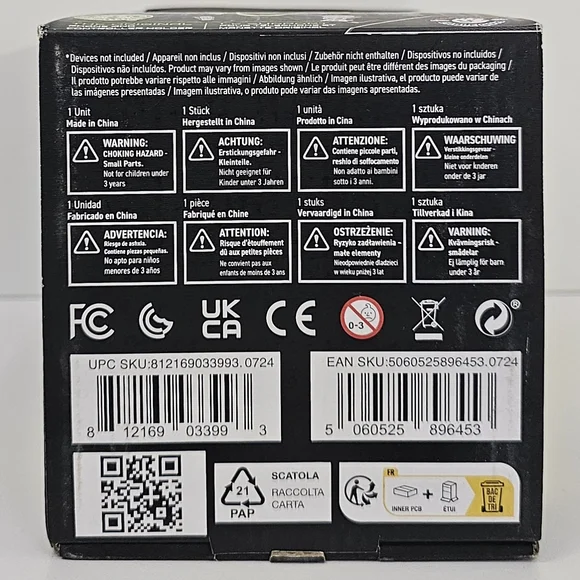 *Devices not included / Appareil non inclus / Dispositivi non inclusi / Zubehör nicht enthalten / Dispositivos no incluidos /
Dispositivos não incluidos. Product may vary from images shown / Le produit peut être différent des images du packaging /
Il prodotto potrebbe variare rispetto alle immagini / Abbildung ähnlich / Imagen ilustrativa, el producto puede variar de
las imágenes presentadas / Imagem ilustrativa, o produto pode variar das imagens apresentadas.
1 Unit
Made in China
WARNING:
CHOKING HAZARD -
Small Parts.
Not for children under
3 years
1 Stück
Hergestellt in China
ACHTUNG:
Erstickungsgefahr -
Kleinteile.
Nicht geeignet für
Kinder unter 3 Jahren
1 unità
Prodotto in Cina
ATTENZIONE:
Contiene piccole parti,
reshio di soffocamento
Non adatto ai bambini
sotto i 3 anni.
1 sztuka
Wyprodukowano w Chinach
WAARSCHUWING
Verstikkingsgevaar -
kleine onderdelen
Niet voor knderen
onder de 3 jar
1 Unidad
Fabricado en China
ADVERTENCIA:
Riesgo de asfixia.
Contiene piezas pequeñas.
No apto para niños
menores de 3 años
1 pièce
Fabriqué en Chine
ATTENTION:
Risque d'étouffement
dû aux petites pièces
Ne convient pas aux
enfants de moins de 3 ans
1 stuks
Vervaardigd in China
OSTRZEŻENIE:
Ryzyko zadławienia -
małe elementy
Nieodpowiednie dladzieci
w wieku pniżej 3 lat
1 sztuka
Tillverkad i Kina
VARNING:
Kvävningsrisk -
smådelar
Ej lämplig för barn
under 3 år
FC
UK
CA
CE
0-3
®
UPC SKU:812169033993.0724
8 12169 03399 3
EAN SKU:5060525896453.0724
5 060525 896453
21
PAP
SCATOLA
RACCOLTA
CARTA
FR
INNER PCB
+
ÉTUI
BAC
DE
TRI